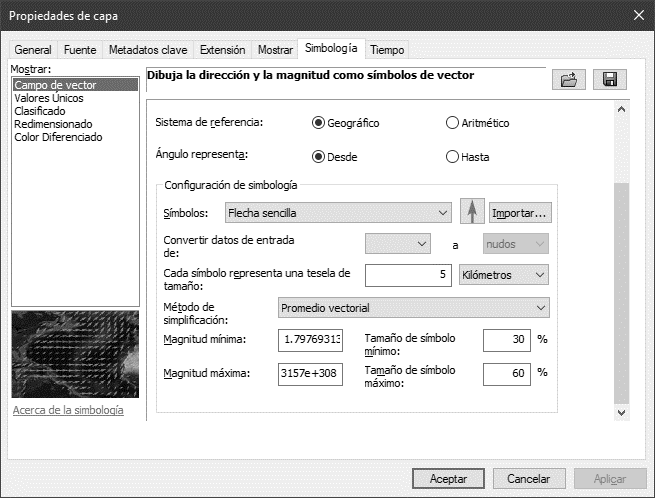 Propiedades de capa
General Fuente Metadatos clave Extensión Mostrar Simbología Tiempo
Mostrar:
Campo de vector
Valores Únicos
Clasificado
Redimensionado
Color Diferenciado
Acerca de la simbología
Dibuja la dirección y la magnitud como símbolos de vector
Sistema de referencia: Geográfico Aritmético
Ángulo representa: Desde Hasta
Configuración de simbología
Símbolos: Flecha sencilla Importar...
Convertir datos de entrada
de: a nudos
Cada símbolo representa una tesela de
tamaño: 5 Kilómetros
Método de
simplificación: Promedio vectorial
Magnitud mínima: 1.79769313 Tamaño de símbolo
mínimo: 30 %
Magnitud máxima: 3157e+308 Tamaño de símbolo
máximo: 60 %
Aceptar Cancelar Aplicar